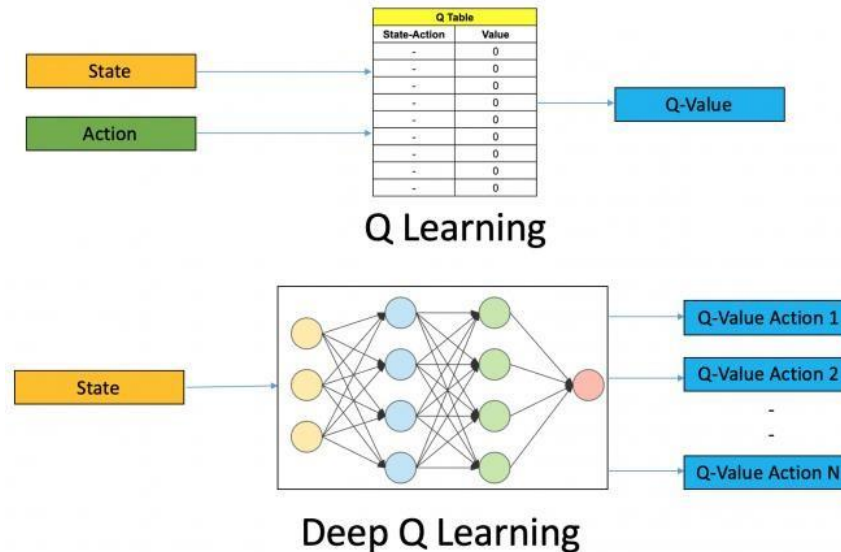 Q Table
State-Action Value
- 0
- 0
- 0
- 0
- 0
- 0
- 0
- 0
- 0
State
Action
Q-Value
Q Learning
State
Q-Value Action 1
Q-Value Action 2
-
-
Q-Value Action N
Deep Q Learning